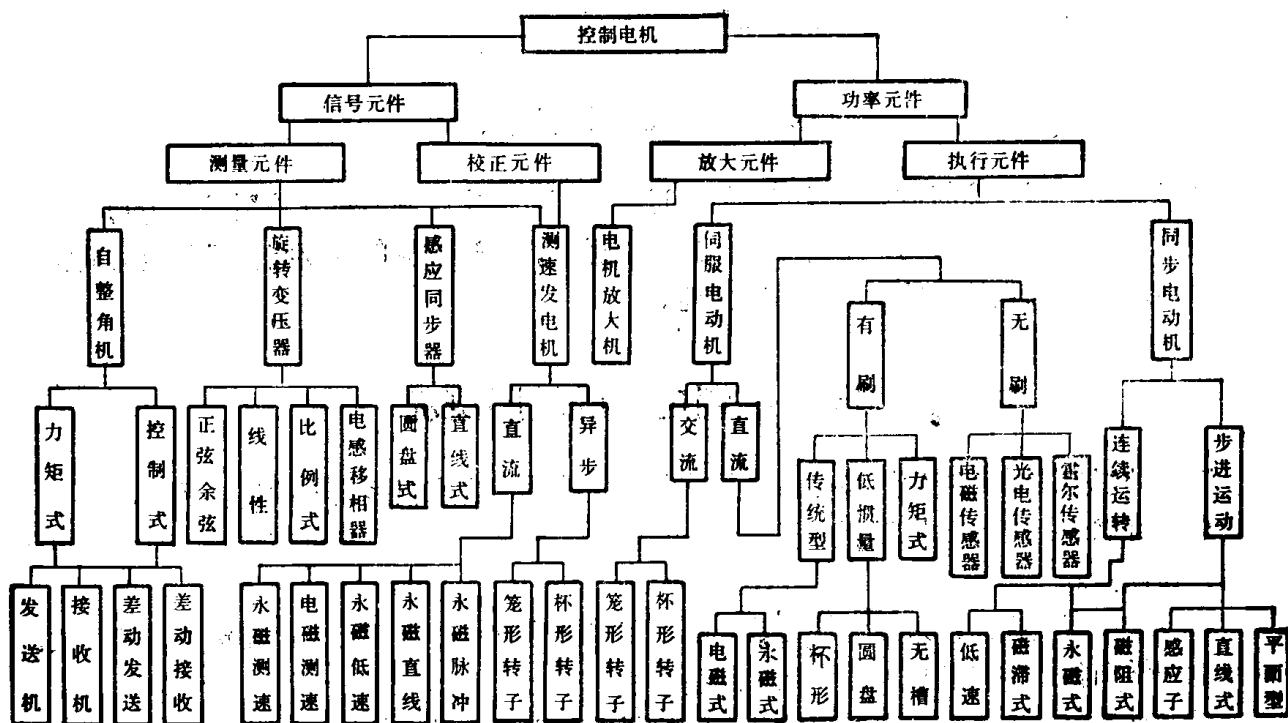 控制电机
信号元件
功率元件
测量元件
校正元件
放大元件
执行元件
自整角机
旋转变压器
感应同步器
测速发电机
电机放大机
伺服电动机
同步电动机
有刷
无刷
力矩式
控制式
正弦余弦
线性
比例式
电感移相器
圆盘式
直线式
直流
异步
交流
直流
传统型
低惯量
力矩式
电磁传感器
光电传感器
霍尔传感器
连续运转
步进运动
发送机
接收机
差动发送
差动接收
永磁测速
电磁测速
永磁低速
永磁直线
永磁脉冲
笼形转子
杯形转子
笼形转子
杯形转子
电磁式
永磁式
杯形
圆盘
无槽
低速
磁滞式
永磁式
磁阻式
感应子
直线式
平面型